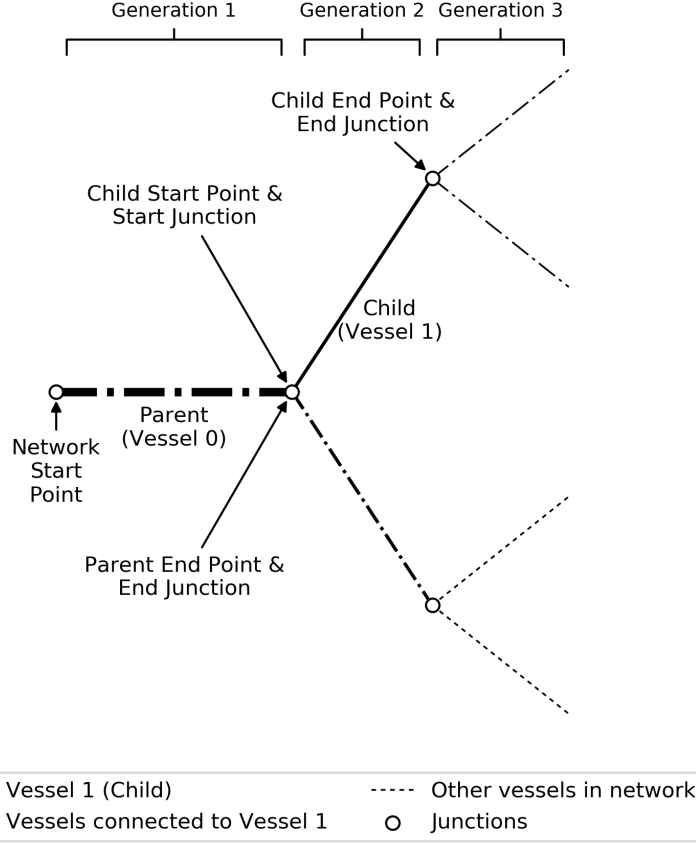 Generation 1
Generation 2
Generation 3
Child End Point &
End Junction
Child Start Point &
Start Junction
Child
(Vessel 1)
Parent
(Vessel 0)
Network
Start
Point
Parent End Point &
End Junction
Vessel 1 (Child)
Other vessels in network
Vessels connected to Vessel 1
Junctions